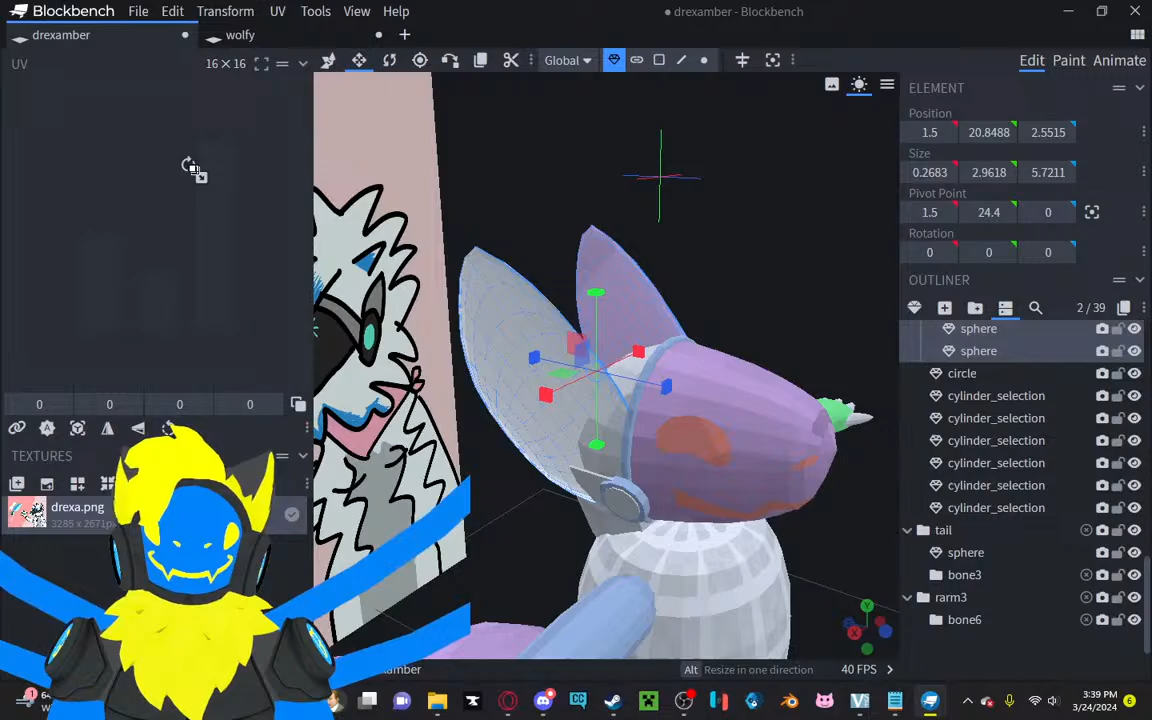 Blockbench File Edit Transform UV Tools View Help
drexamber - Blockbench
drexamber
wolfy
UV
16 × 16
Global
Edit Paint Animate
ELEMENT
Position
1.5 20.8488 2.5515
Size
0.2683 2.9618 5.7211
Pivot Point
1.5 24.4 0
Rotation
0 0 0
OUTLINER
2 / 39
sphere
sphere
circle
cylinder_selection
cylinder_selection
cylinder_selection
cylinder_selection
cylinder_selection
cylinder_selection
tail
sphere
bone3
rarm3
bone6
0 0 0 0
TEXTURES
drexa.png
3285 x 2671px
amber
Alt Resize in one direction
40 FPS
3:39 PM
3/24/2024
6